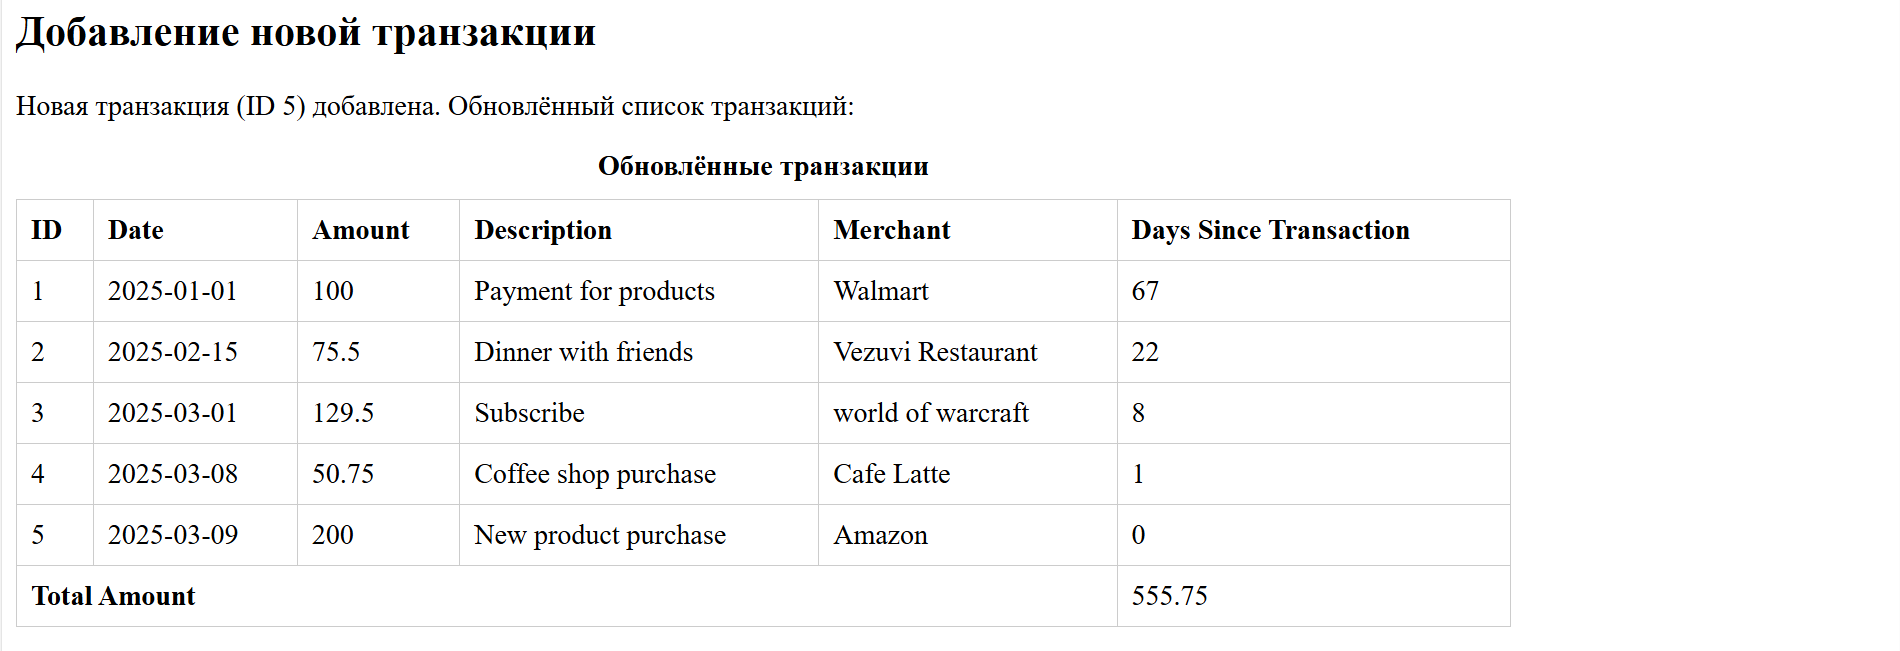 Добавление новой транзакции
Новая транзакция (ID 5) добавлена. Обновлённый список транзакций:
Обновлённые транзакции
ID Date Amount Description Merchant Days Since Transaction
1 2025-01-01 100 Payment for products Walmart 67
2 2025-02-15 75.5 Dinner with friends Vezuvi Restaurant 22
3 2025-03-01 129.5 Subscribe world of warcraft 8
4 2025-03-08 50.75 Coffee shop purchase Cafe Latte 1
5 2025-03-09 200 New product purchase Amazon 0
Total Amount 555.75